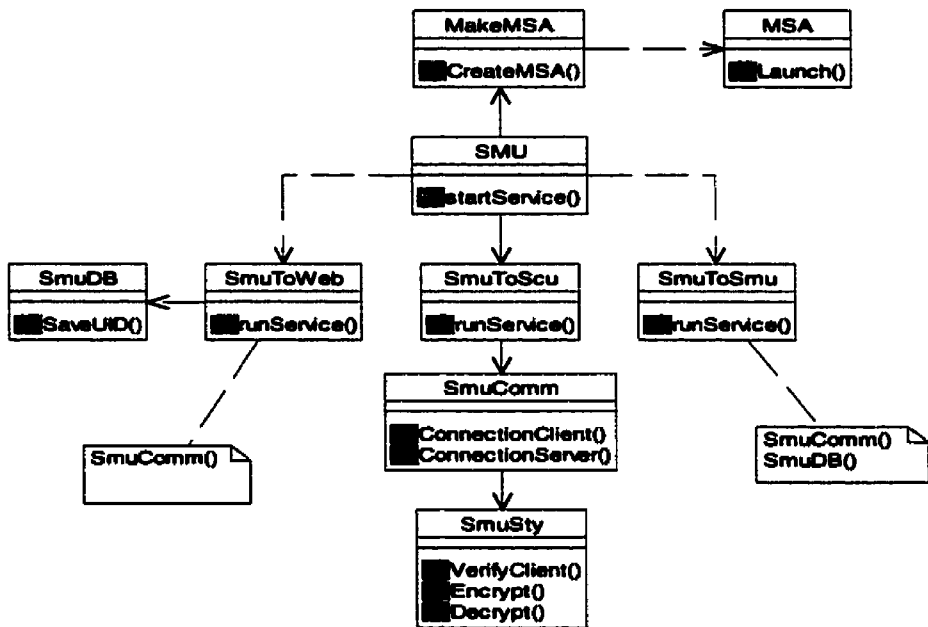 MakeMSA
CreateMSA()
MSA
Launch()
SMU
startService()
SmuDB
SaveUID()
SmuToWeb
runService()
SmuToScu
runService()
SmuToSmu
runService()
SmuComm
ConnectionClient()
ConnectionServer()
SmuComm()
SmuComm()
SmuDB()
SmuSty
VerifyClient()
Encrypt()
Decrypt()